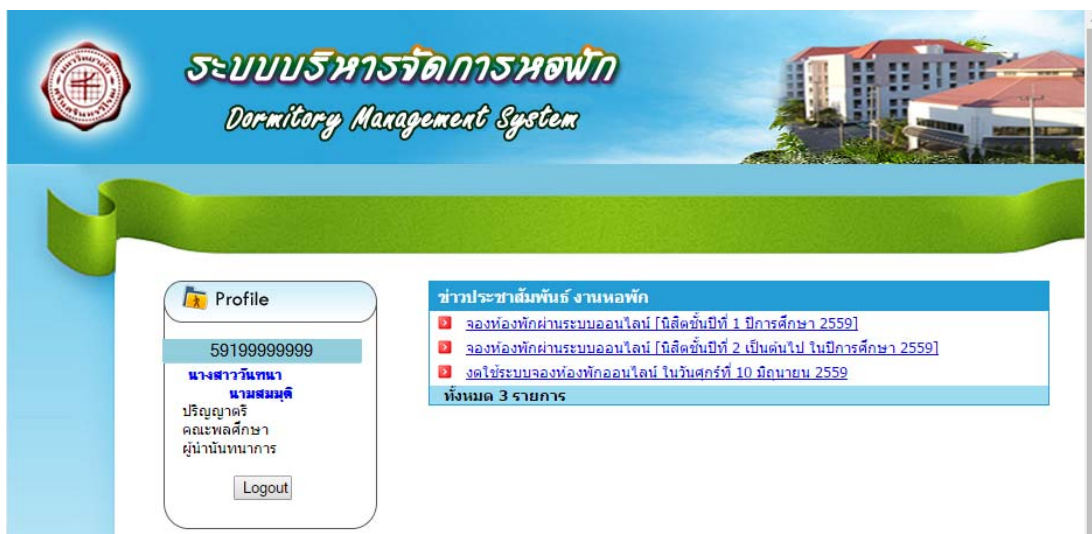 ระบบบริหารจัดการหอพัก
Dormitory Management System
Profile
59199999999
นางสาววันทนา
นามสมมุติ
ปริญญาตรี
คณะพลศึกษา
ผู้นำนันทนาการ
Logout
ข่าวประชาสัมพันธ์ งานหอพัก
จองห้องพักผ่านระบบออนไลน์ [นิสิตชั้นปีที่ 1 ปีการศึกษา 2559]
จองห้องพักผ่านระบบออนไลน์ [นิสิตชั้นปีที่ 2 เป็นต้นไป ในปีการศึกษา 2559]
งดใช้ระบบจองห้องพักออนไลน์ ในวันศุกร์ที่ 10 มิถุนายน 2559
ทั้งหมด 3 รายการ